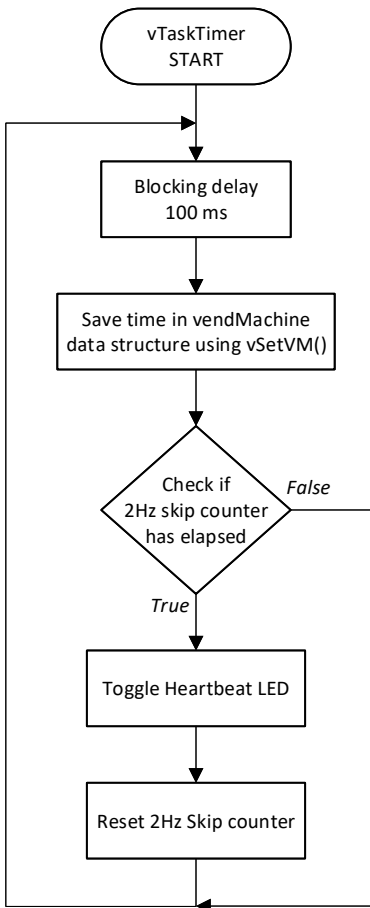 vTaskTimer
START
Blocking delay
100 ms
Save time in vendMachine
data structure using vSetVM()
Check if
2Hz skip counter
has elapsed
False
True
Toggle Heartbeat LED
Reset 2Hz Skip counter